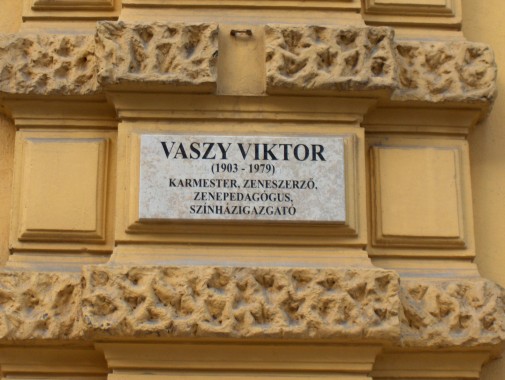 VASZY VIKTOR
(1903 - 1979)
KARMESTER, ZENESZERZŐ,
ZENEPEDAGÓGUS,
SZÍNHÁZIGAZGATÓ